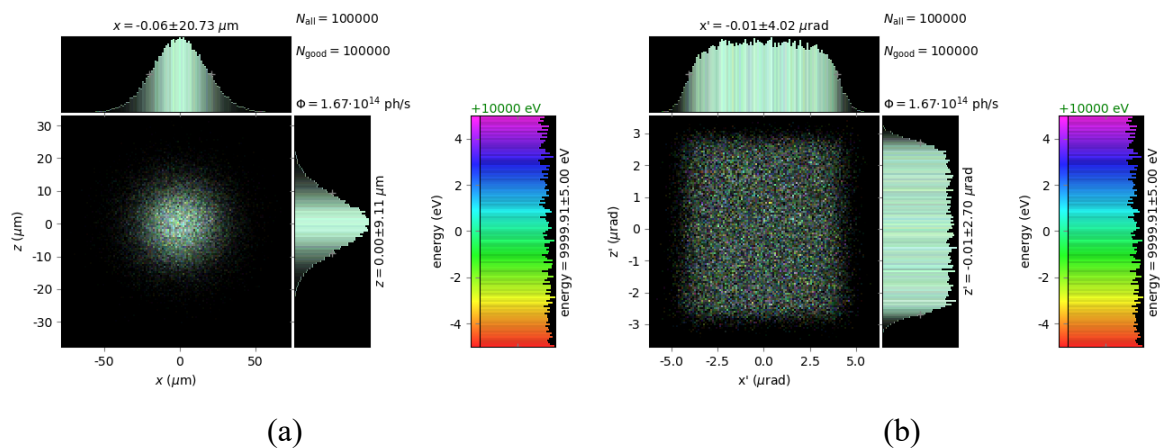 x = -0.06±20.73 μm
N_all = 100000
N_good = 100000
Φ = 1.67·10^14 ph/s
30
20
10
0
-10
-20
-30
z (μm)
-50
0
50
x (μm)
z = 0.00±9.11 μm
+10000 eV
4
2
0
-2
-4
energy (eV)
energy = 9999.91±5.00 eV
(a)
x' = -0.01±4.02 μrad
N_all = 100000
N_good = 100000
Φ = 1.67·10^14 ph/s
3
2
1
0
-1
-2
-3
z' (μrad)
-5.0
-2.5
0.0
2.5
5.0
x' (μrad)
z' = -0.01±2.70 μrad
+10000 eV
4
2
0
-2
-4
energy (eV)
energy = 9999.91±5.00 eV
(b)